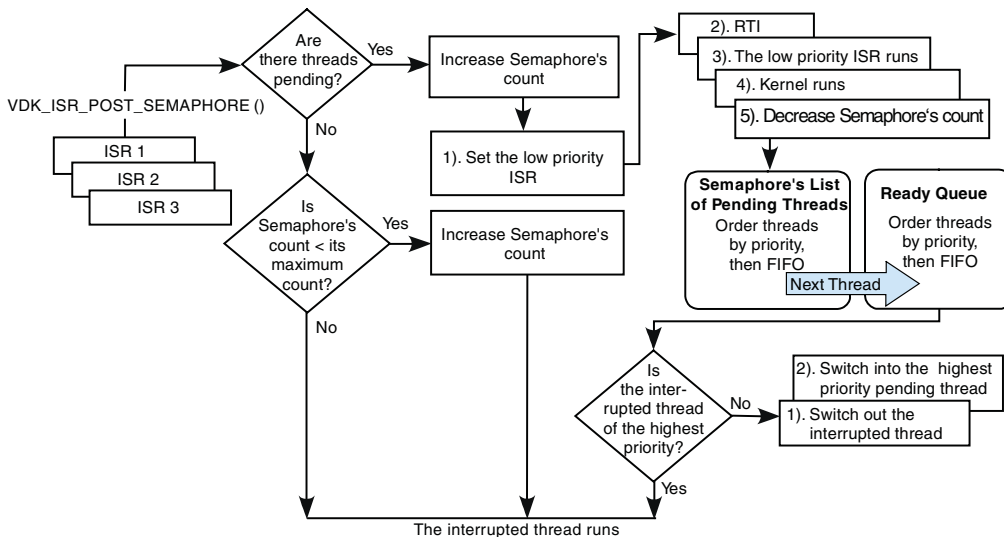 Are
there threads
pending?
Yes
No
VDK_ISR_POST_SEMAPHORE ()
ISR 1
ISR 2
ISR 3
Increase Semaphore's
count
1). Set the low priority
ISR
2). RTI
3). The low priority ISR runs
4). Kernel runs
5). Decrease Semaphore‘s count
Is
Semaphore's
count < its
maximum
count?
Yes
No
Increase Semaphore's
count
Semaphore's List
of Pending Threads
Order threads
by priority,
then FIFO
Next Thread
Ready Queue
Order threads
by priority,
then FIFO
Is
the inter-
rupted thread
of the highest
priority?
No
Yes
2). Switch into the highest
priority pending thread
1). Switch out the
interrupted thread
The interrupted thread runs